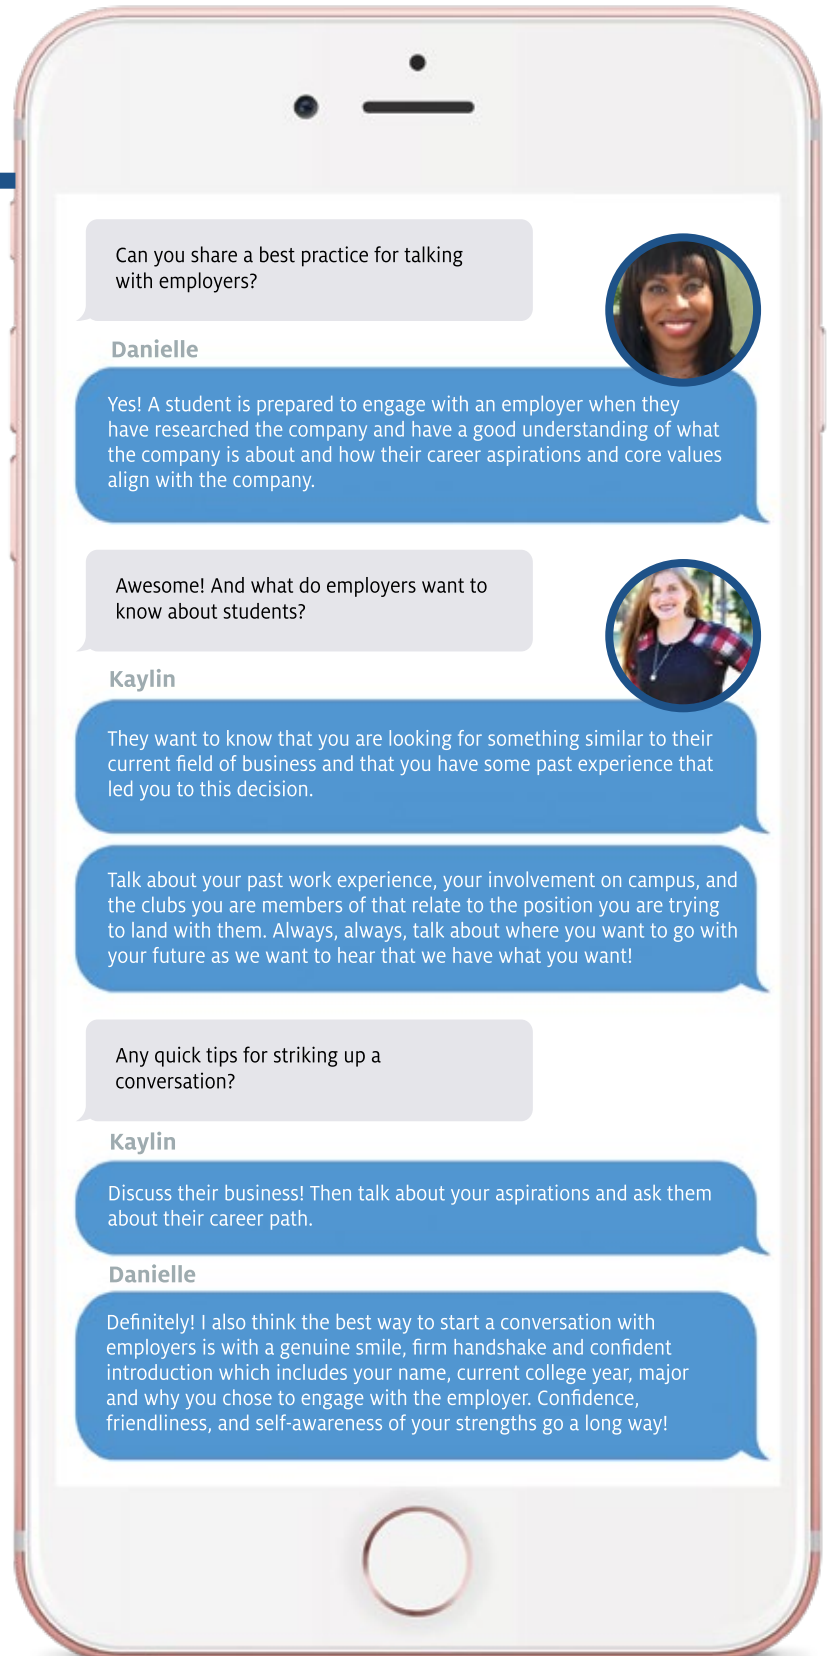 Can you share a best practice for talking
with employers?
Danielle
Yes! A student is prepared to engage with an employer when they
have researched the company and have a good understanding of what
the company is about and how their career aspirations and core values
align with the company.
Awesome! And what do employers want to
know about students?
Kaylin
They want to know that you are looking for something similar to their
current field of business and that you have some past experience that
led you to this decision.
Talk about your past work experience, your involvement on campus, and
the clubs you are members of that relate to the position you are trying
to land with them. Always, always, talk about where you want to go with
your future as we want to hear that we have what you want!
Any quick tips for striking up a
conversation?
Kaylin
Discuss their business! Then talk about your aspirations and ask them
about their career path.
Danielle
Definitely! I also think the best way to start a conversation with
employers is with a genuine smile, firm handshake and confident
introduction which includes your name, current college year, major
and why you chose to engage with the employer. Confidence,
friendliness, and self-awareness of your strengths go a long way!